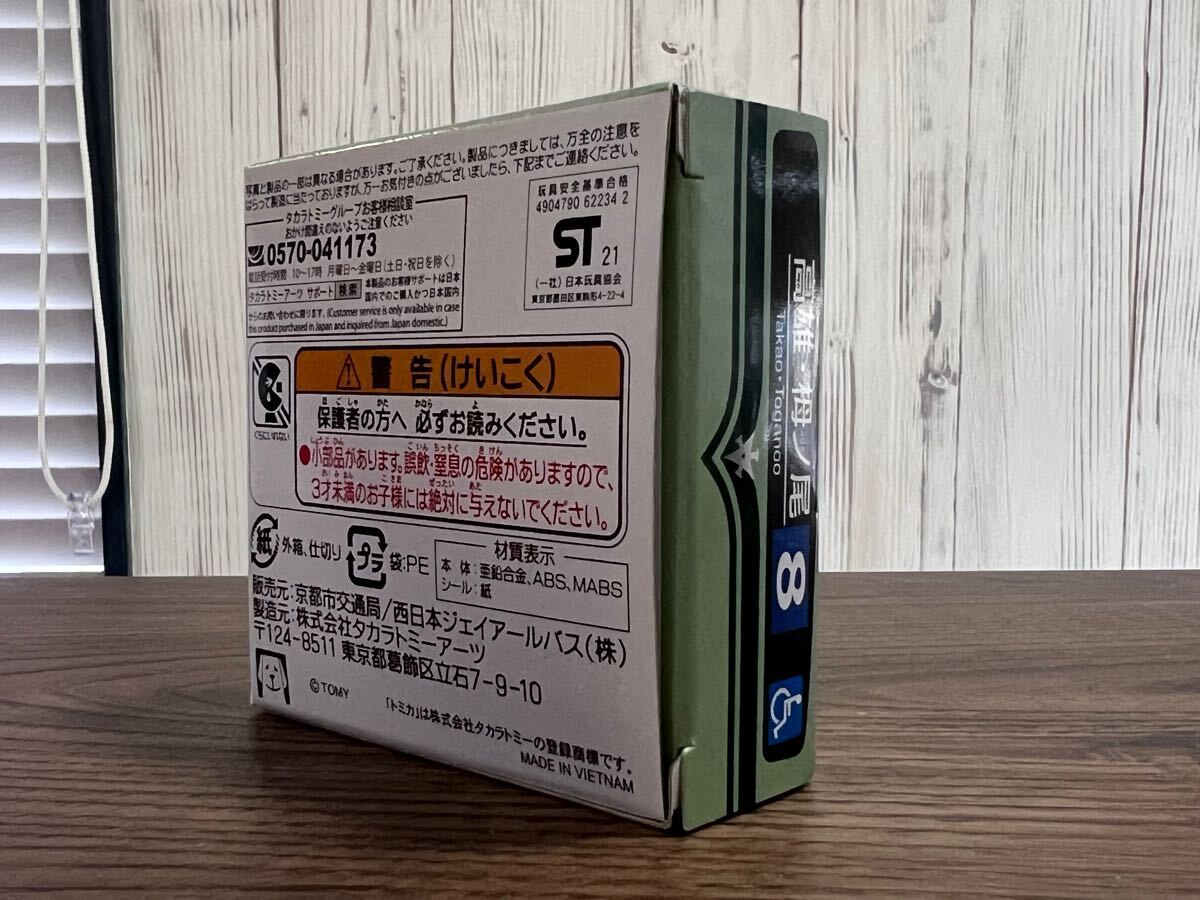 写真と製品の一部は異なる場合があります。ご了承ください。製品につきましては、万全の注意を
はらって製造に当たっておりますが、万一お気付きの点がございましたら、下記までご連絡ください。
タカラトミーグループお客様相談室
おかけ間違えのないようご注意ください
0570-041173
電話受付時間 10〜17時 月曜日〜金曜日(土日・祝日を除く)
タカラトミーアーツ サポート 検索
本製品のお客様サポートは日本
国内でのご購入かつ日本国内
からのお問い合わせに限ります。(Customer service is only available in case
this product purchased in Japan and inquired from Japan domestic.)
玩具安全基準合格
4904790 62234 2
ST 21
(一社)日本玩具協会
東京都墨田区東駒形4-22-4
くちにいれない
警告(けいこく)
保護者の方へ 必ずお読みください。
●小部品があります。誤飲・窒息の危険がありますので、
3才未満のお子様には絶対に与えないでください。
紙 外箱、仕切り プラ 袋:PE
材質表示
本体:亜鉛合金、ABS、MABS
シール:紙
販売元:京都市交通局/西日本ジェイアールバス(株)
製造元:株式会社タカラトミーアーツ
〒124-8511 東京都葛飾区立石7-9-10
©TOMY
「トミカ」は株式会社タカラトミーの登録商標です。
MADE IN VIETNAM
高雄・栂ノ尾
Takao・Toganoo
8